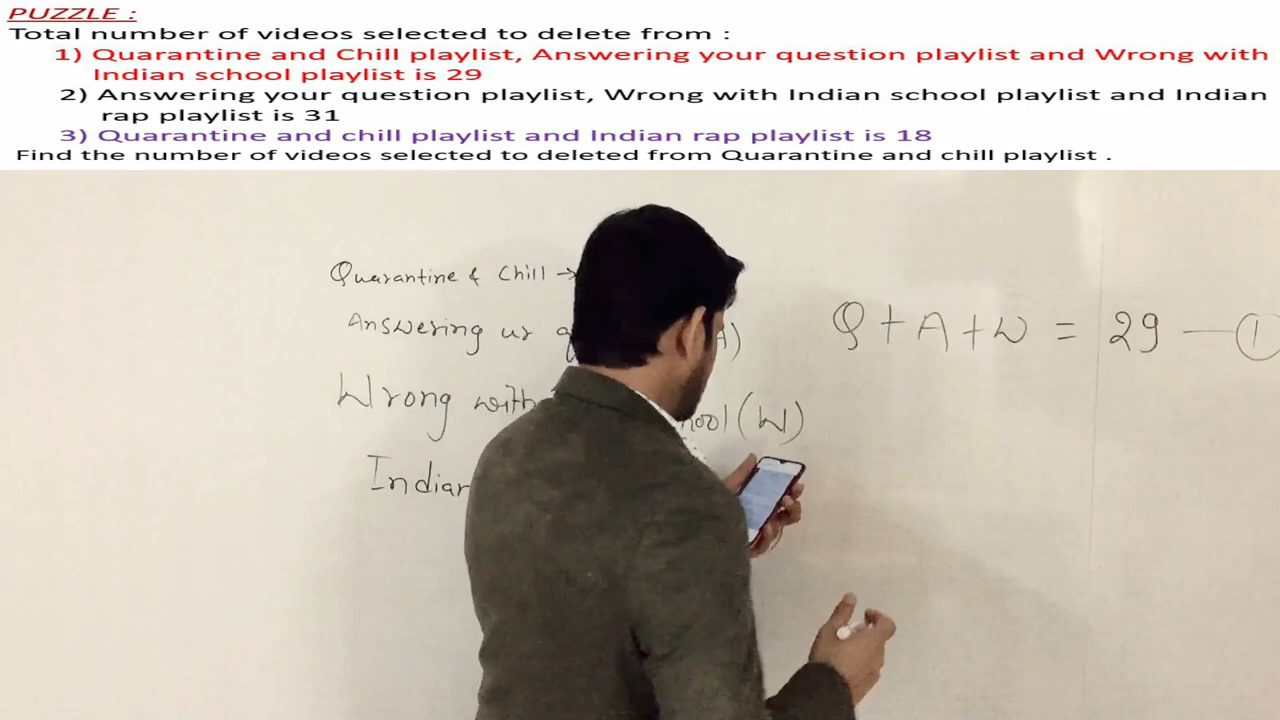 PUZZLE :
Total number of videos selected to delete from :
1) Quarantine and Chill playlist, Answering your question playlist and Wrong with
Indian school playlist is 29
2) Answering your question playlist, Wrong with Indian school playlist and Indian
rap playlist is 31
3) Quarantine and chill playlist and Indian rap playlist is 18
Find the number of videos selected to deleted from Quarantine and chill playlist .
Quarantine & Chill →
Answering ur A)
Q + A + W = 29 — ①
Wrong with hool (W)
Indian